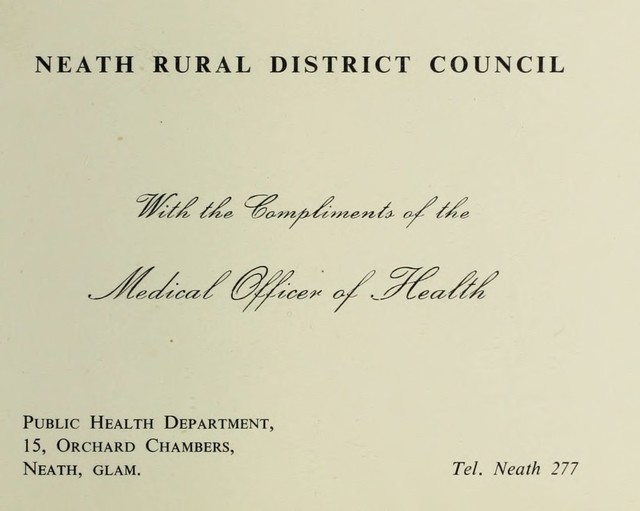 NEATH RURAL DISTRICT COUNCIL
With the Compliments of the
Medical Officer of Health
PUBLIC HEALTH DEPARTMENT,
15, ORCHARD CHAMBERS,
NEATH, GLAM.
Tel. Neath 277